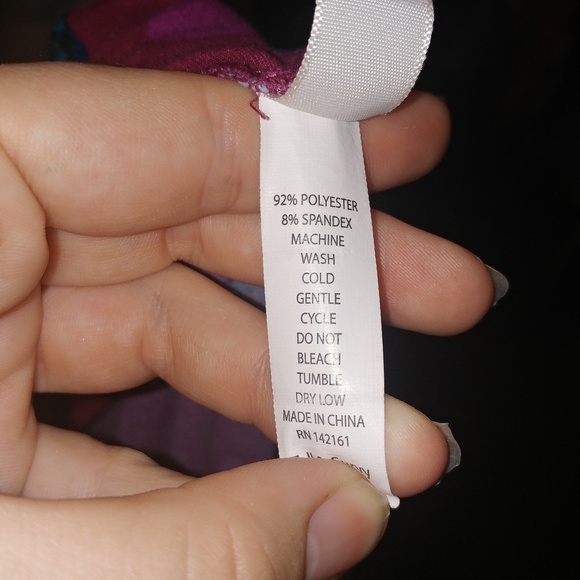 92% POLYESTER
8% SPANDEX
MACHINE
WASH
COLD
GENTLE
CYCLE
DO NOT
BLEACH
TUMBLE
DRY LOW
MADE IN CHINA
RN 142161